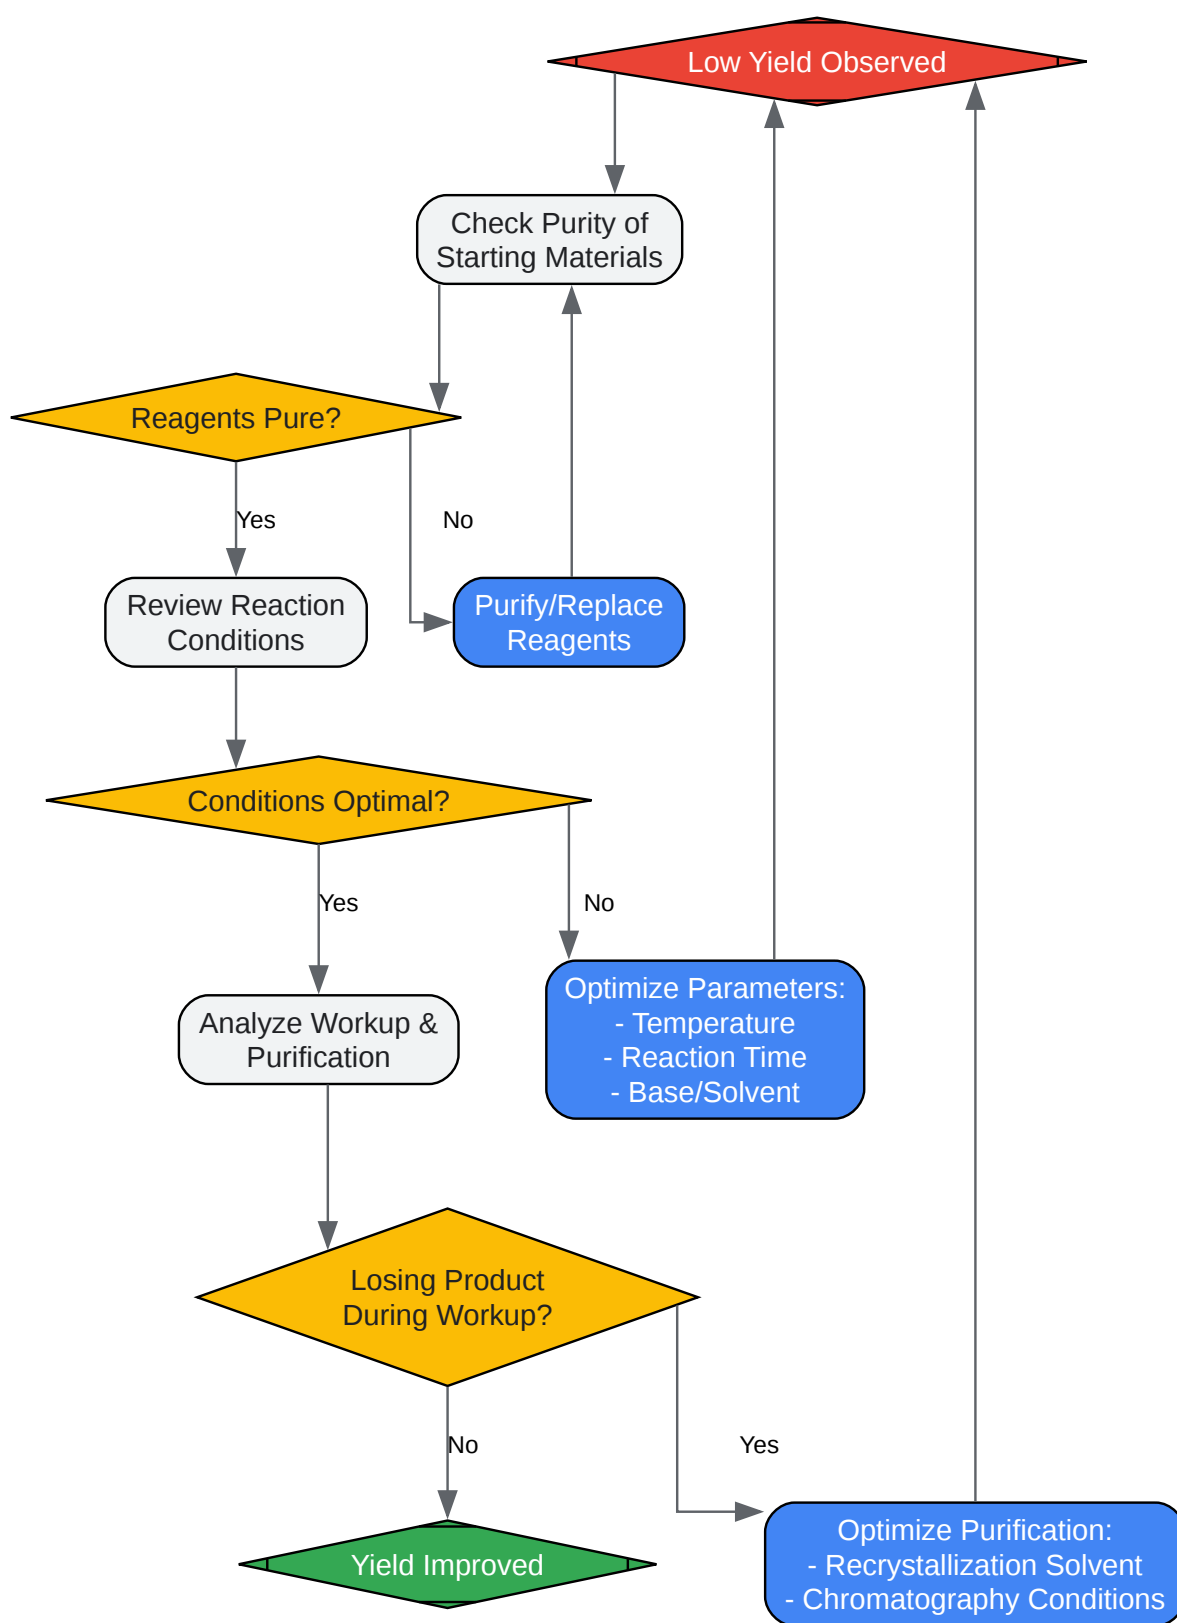 Low Yield Observed
Check Purity of
Starting Materials
Reagents Pure?
Yes
No
Review Reaction
Conditions
Purify/Replace
Reagents
Conditions Optimal?
Yes
No
Analyze Workup &
Purification
Optimize Parameters:
- Temperature
- Reaction Time
- Base/Solvent
Losing Product
During Workup?
No
Yes
Yield Improved
Optimize Purification:
- Recrystallization Solvent
- Chromatography Conditions